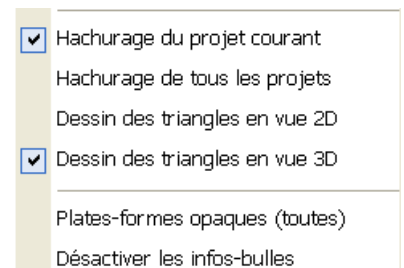 Hachurage du projet courant
Hachurage de tous les projets
Dessin des triangles en vue 2D
Dessin des triangles en vue 3D
Plates-formes opaques (toutes)
Désactiver les infos-bulles